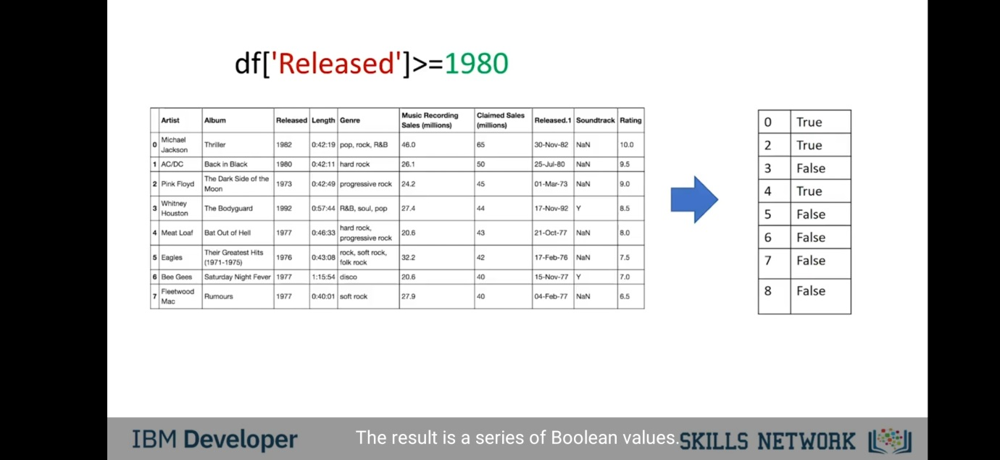 df['Released']>=1980
Artist Album Released Length Genre Music Recording Sales (millions) Claimed Sales (millions) Released.1 Soundtrack Rating
0 Michael Jackson Thriller 1982 0:42:19 pop, rock, R&B 46.0 65 30-Nov-82 NaN 10.0
1 AC/DC Back in Black 1980 0:42:11 hard rock 26.1 50 25-Jul-80 NaN 9.5
2 Pink Floyd The Dark Side of the Moon 1973 0:42:49 progressive rock 24.2 45 01-Mar-73 NaN 9.0
3 Whitney Houston The Bodyguard 1992 0:57:44 R&B, soul, pop 27.4 44 17-Nov-92 Y 8.5
4 Meat Loaf Bat Out of Hell 1977 0:46:33 hard rock, progressive rock 20.6 43 21-Oct-77 NaN 8.0
5 Eagles Their Greatest Hits (1971-1975) 1976 0:43:08 rock, soft rock, folk rock 32.2 42 17-Feb-76 NaN 7.5
6 Bee Gees Saturday Night Fever 1977 1:15:54 disco 20.6 40 15-Nov-77 Y 7.0
7 Fleetwood Mac Rumours 1977 0:40:01 soft rock 27.9 40 04-Feb-77 NaN 6.5
0 True
2 True
3 False
4 True
5 False
6 False
7 False
8 False
IBM Developer
The result is a series of Boolean values.
SKILLS NETWORK